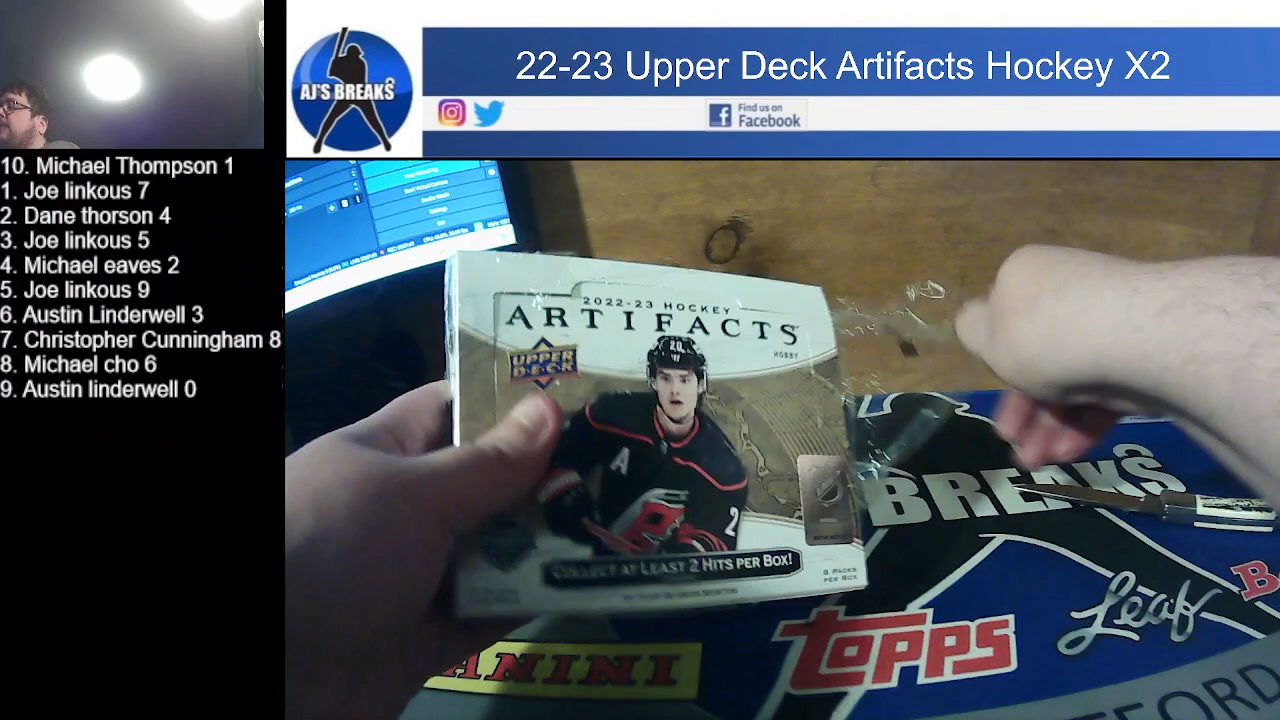 AJ'S BREAKS
22-23 Upper Deck Artifacts Hockey X2
Find us on
Facebook
10. Michael Thompson 1
1. Joe linkous 7
2. Dane thorson 4
3. Joe linkous 5
4. Michael eaves 2
5. Joe linkous 9
6. Austin Linderwell 3
7. Christopher Cunningham 8
8. Michael cho 6
9. Austin linderwell 0
2022-23 HOCKEY
ARTIFACTS
HOBBY
UPPER
DECK
20
A
2
COLLECT AT LEAST 2 HITS PER BOX!
8 PACKS
PER BOX
BREAKS
Leaf
TOPPS
PANINI